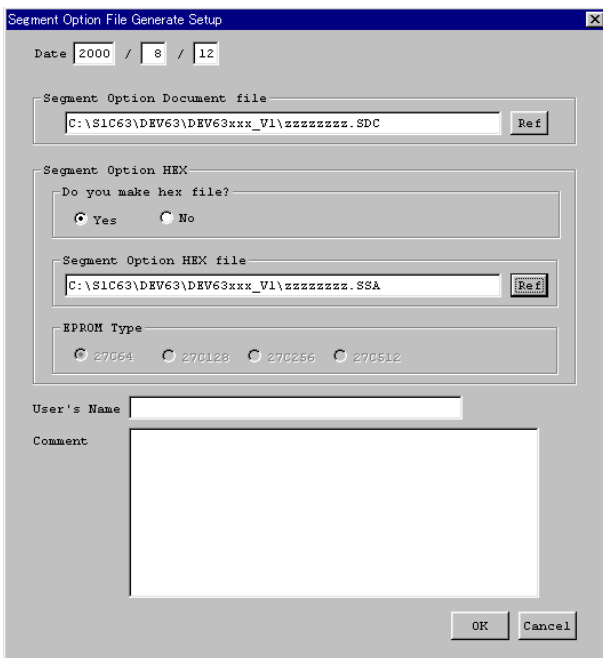 Segment Option File Generate Setup
Date 2000 / 8 / 12
Segment Option Document file
C:\S1C63\DEV63\DEV63xxx_V1\zzzzzzzz.SDC Ref
Segment Option HEX
Do you make hex file?
Yes No
Segment Option HEX file
C:\S1C63\DEV63\DEV63xxx_V1\zzzzzzzz.SSA Ref
EPROM Type
27C64 27C128 27C256 27C512
User's Name
Comment
OK Cancel